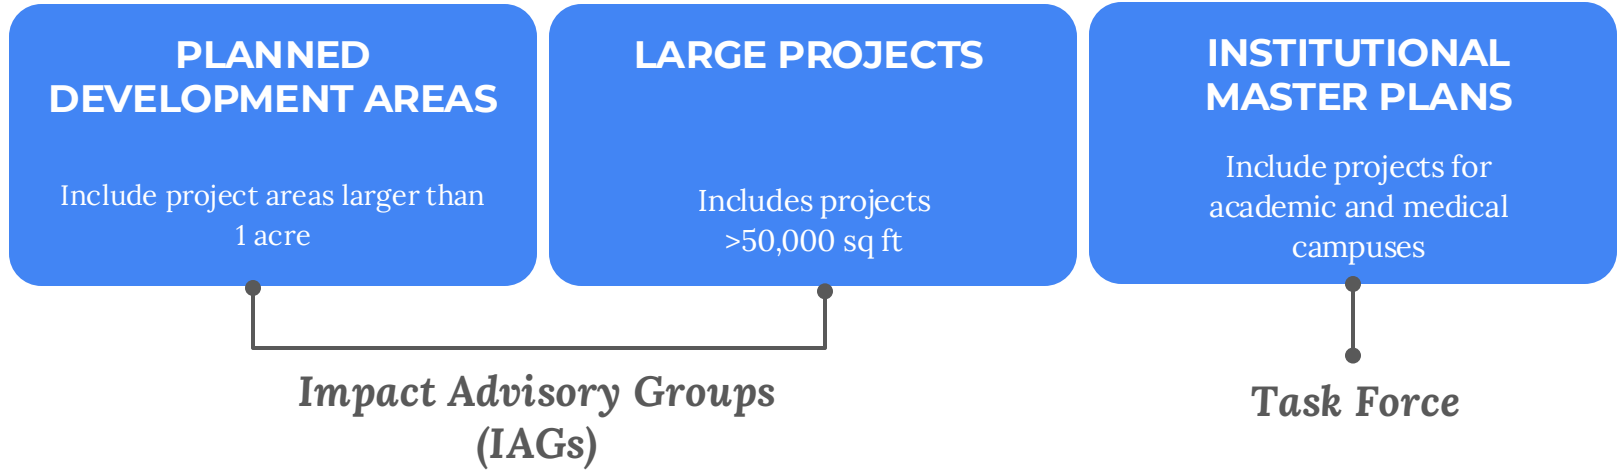 PLANNED
DEVELOPMENT AREAS
Include project areas larger than
1 acre
LARGE PROJECTS
Includes projects
>50,000 sq ft
INSTITUTIONAL
MASTER PLANS
Include projects for
academic and medical
campuses
Impact Advisory Groups
(IAGs)
Task Force